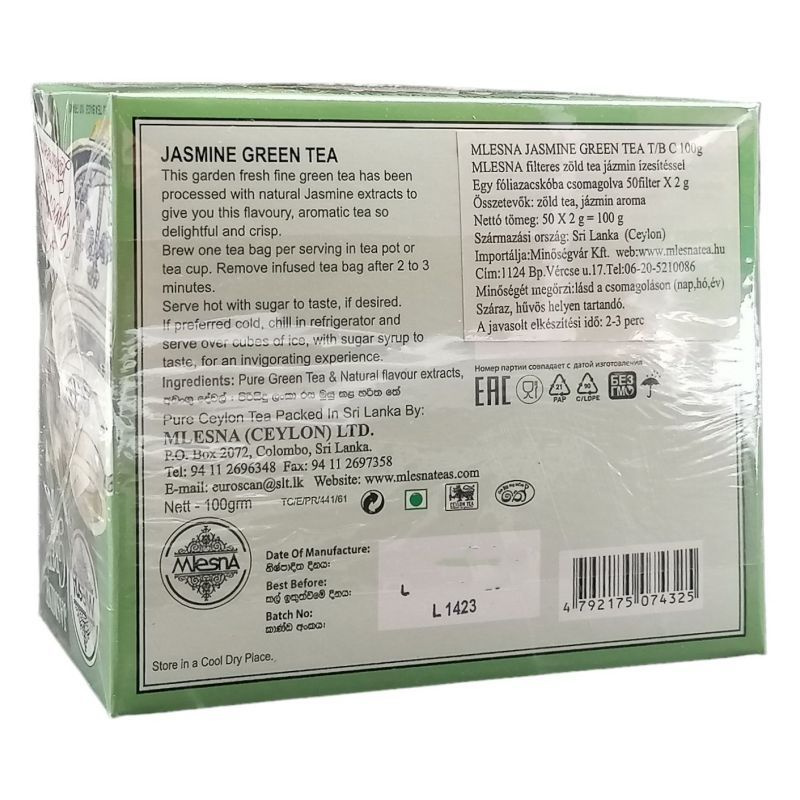 JASMINE GREEN TEA
This garden fresh fine green tea has been
processed with natural Jasmine extracts to
give you this flavoury, aromatic tea so
delightful and crisp.
Brew one tea bag per serving in tea pot or
tea cup. Remove infused tea bag after 2 to 3
minutes.
Serve hot with sugar to taste, if desired.
If preferred cold, chill in refrigerator and
serve over cubes of ice, with sugar syrup to
taste, for an invigorating experience.
Ingredients: Pure Green Tea & Natural flavour extracts,
Pure Ceylon Tea Packed In Sri Lanka By:
MLESNA (CEYLON) LTD.
P.O. Box 2072, Colombo, Sri Lanka.
Tel: 94 11 2696348 Fax: 94 11 2697358
E-mail: euroscan@slt.lk Website: www.mlesnateas.com
Nett - 100grm
TC/E/PR/441/61
CEYLON TEA
MLESNA JASMINE GREEN TEA T/B C 100g
MLESNA filteres zöld tea jázmin ízesítéssel
Egy fóliazacskóba csomagolva 50filter X 2 g
Összetevők: zöld tea, jázmin aroma
Nettó tömeg: 50 X 2 g = 100 g
Származási ország: Sri Lanka (Ceylon)
Importálja:Minőségvár Kft. web:www.mlesnatea.hu
Cím:1124 Bp.Vércse u.17.Tel:06-20-5210086
Minőségét megőrzi:lásd a csomagoláson (nap,hó,év)
Száraz, hűvös helyen tartandó.
A javasolt elkészítési idő: 2-3 perc
Номер партии совпадает с датой изготовления
EAC
21
PAP
90
C/LDPE
БЕЗ
ГМО
MlesnA
Date Of Manufacture:
නිෂ්පාදිත දිනය:
Best Before:
කල් ඉකුත්වීමේ දිනය:
Batch No:
කාණ්ඩ අංකය:
L
L 1423
4 792175 074325
Store in a Cool Dry Place.